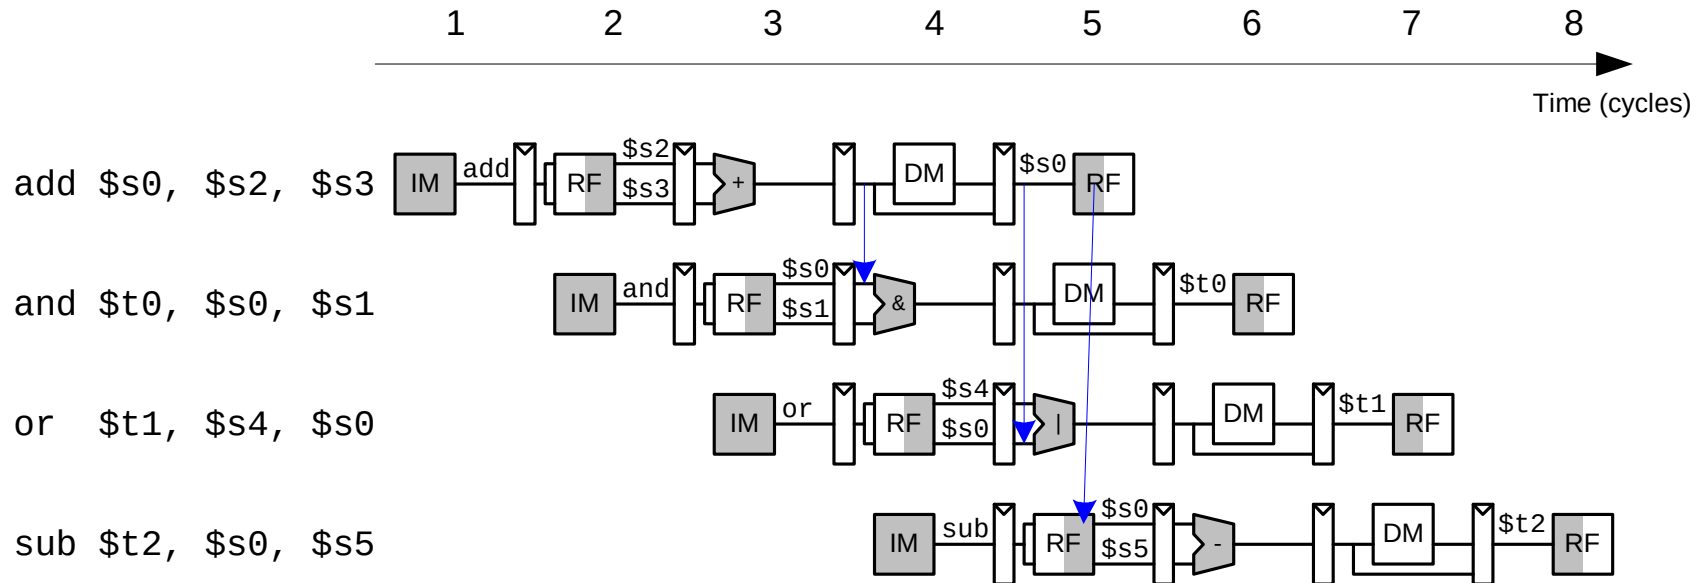 1 2 3 4 5 6 7 8
Time (cycles)
add $s0, $s2, $s3 IM add RF $s2 $s3 + DM $s0 RF
and $t0, $s0, $s1 IM and RF $s0 $s1 & DM $t0 RF
or $t1, $s4, $s0 IM or RF $s4 $s0 | DM $t1 RF
sub $t2, $s0, $s5 IM sub RF $s0 $s5 - DM $t2 RF